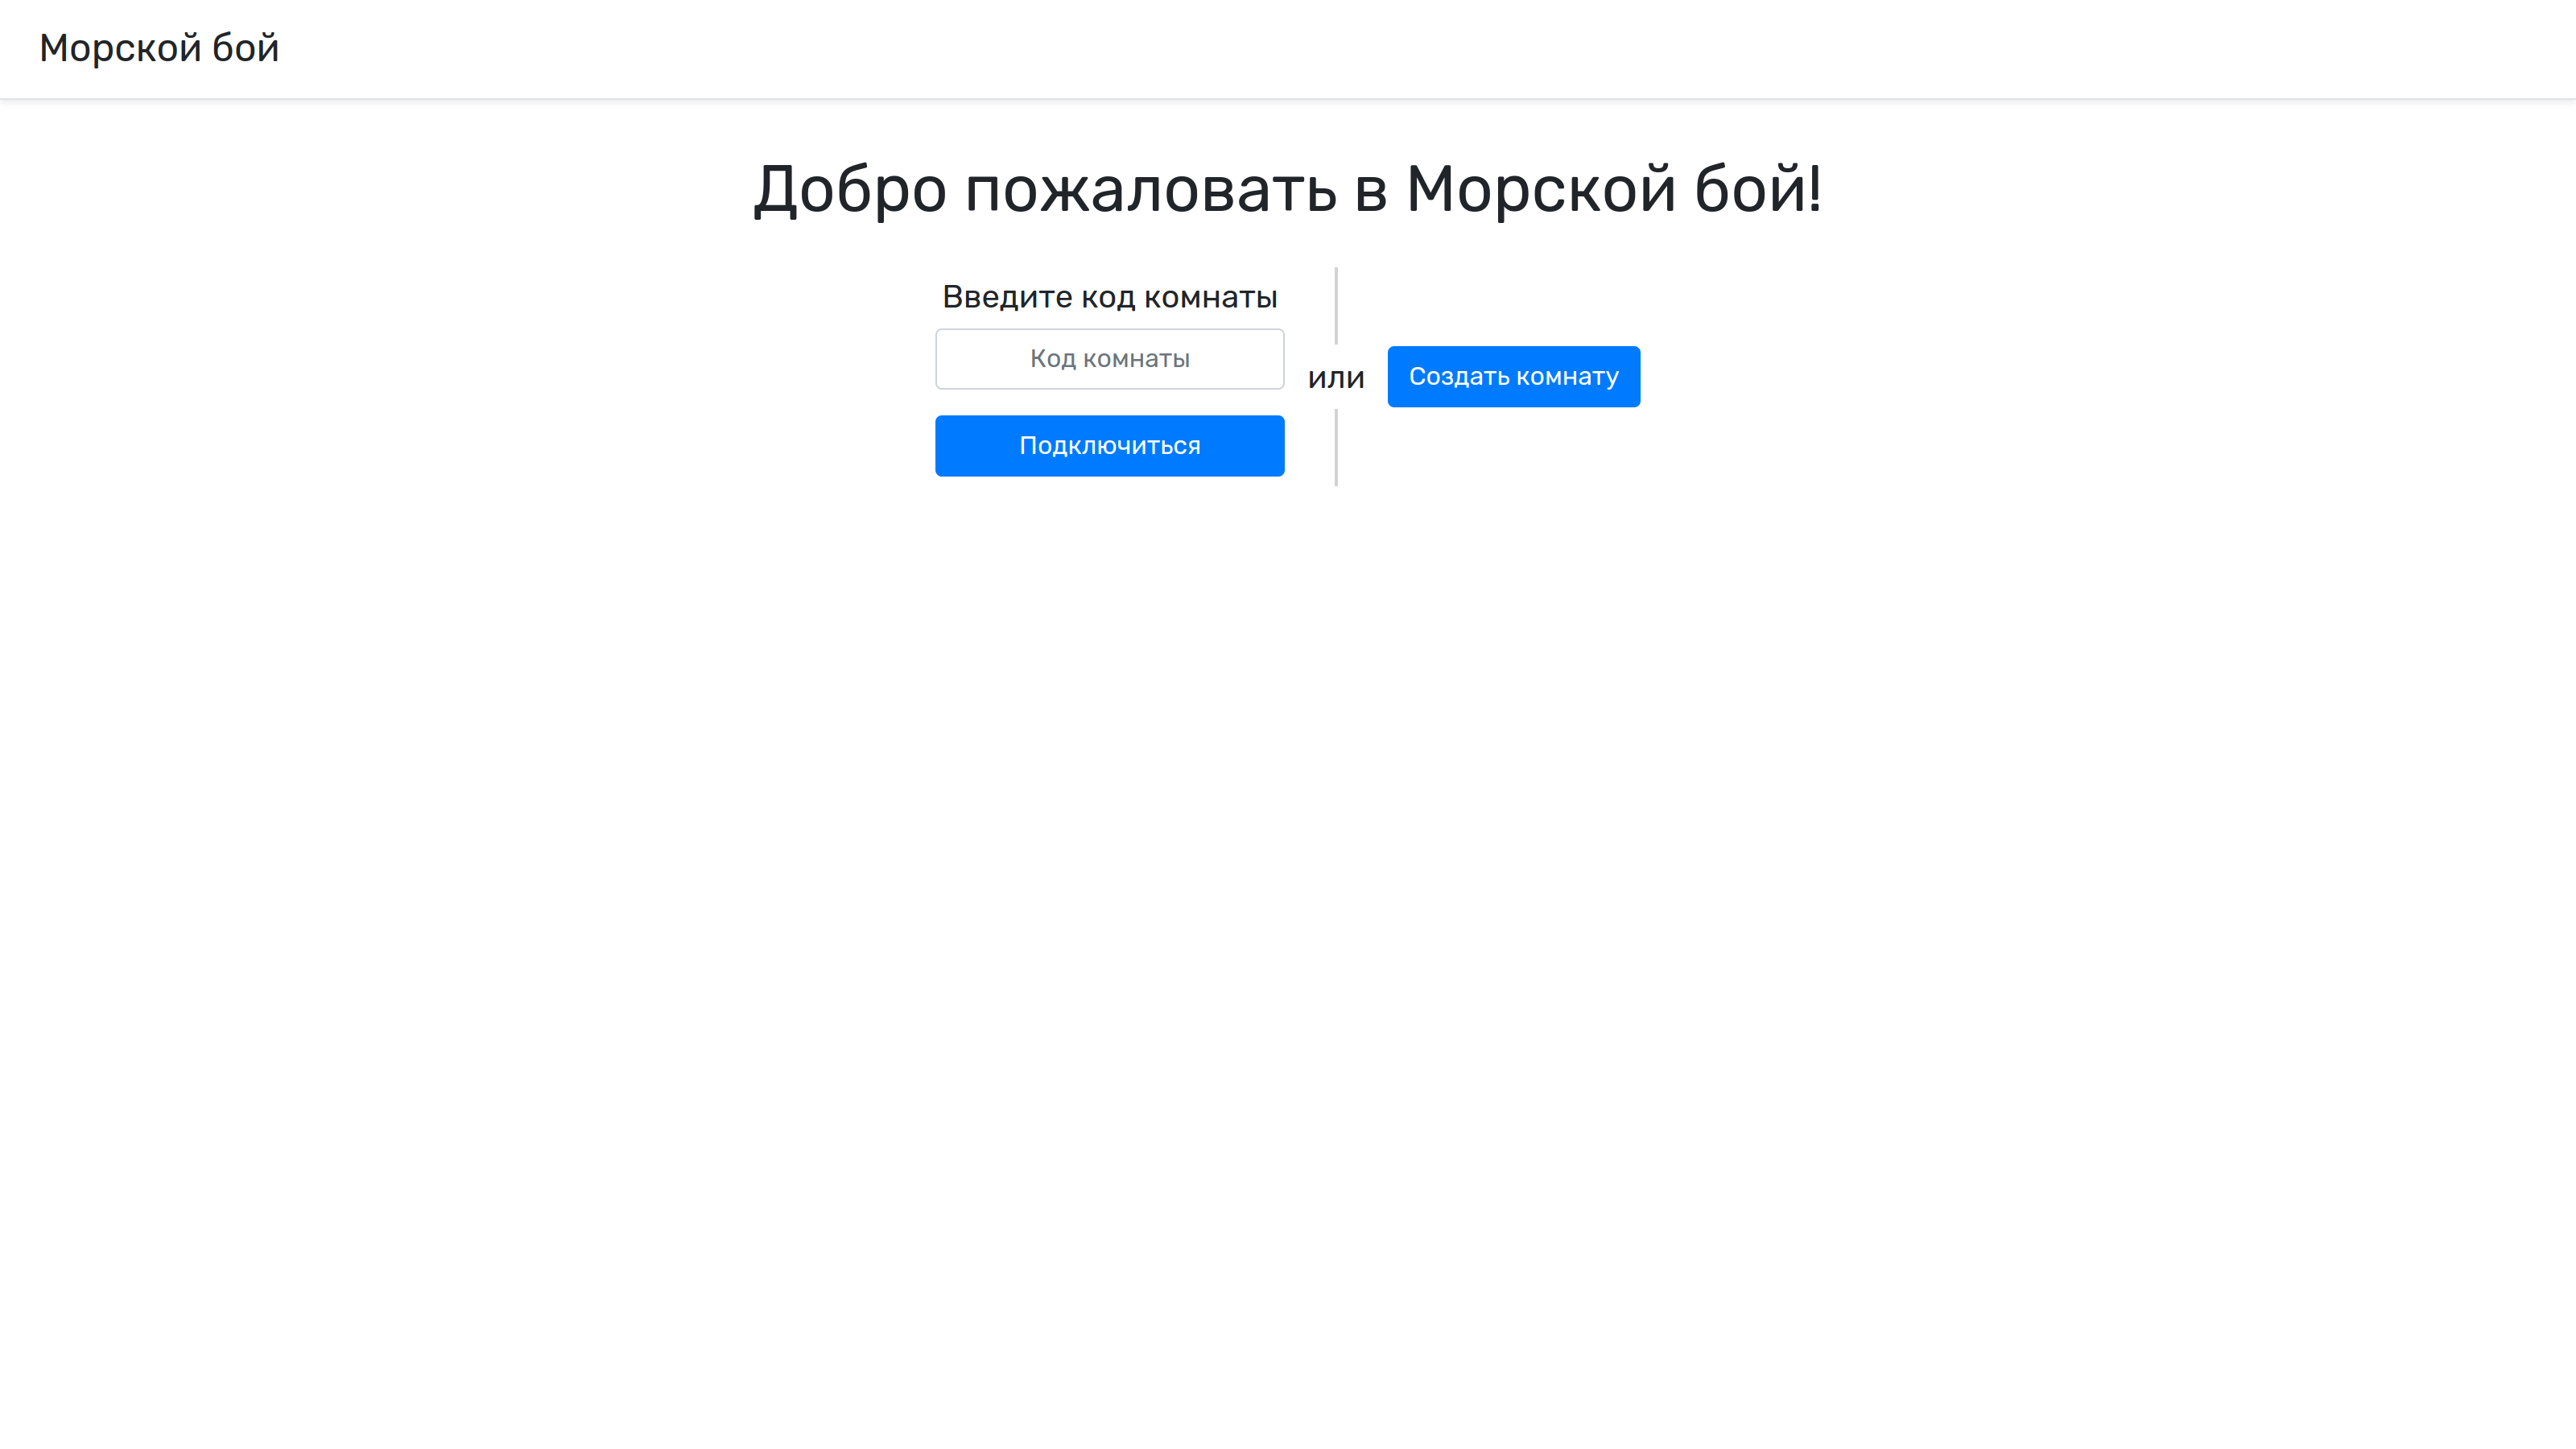 Морской бой
Добро пожаловать в Морской бой!
Введите код комнаты
Код комнаты
Подключиться
или
Создать комнату